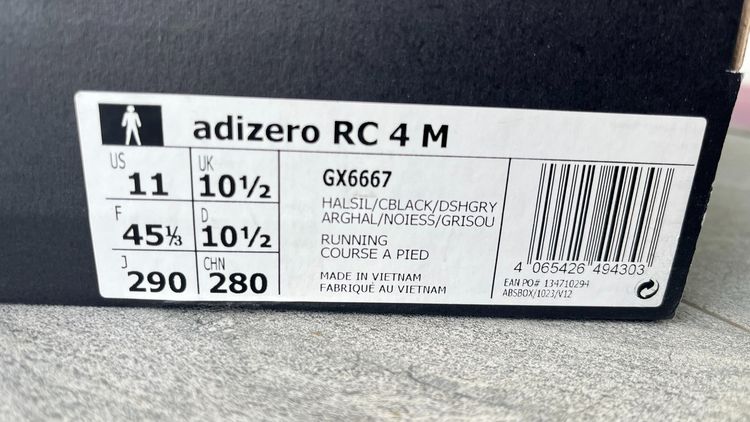 adizero RC 4 M
US 11 UK 10½
F 45⅓ D 10½
J 290 CHN 280
GX6667
HALSIL/CBLACK/DSHGRY
ARGHAL/NOIESS/GRISOU
RUNNING
COURSE A PIED
MADE IN VIETNAM
FABRIQUÉ AU VIETNAM
4 065426 494303
EAN PO# 134710294
ABSBOX/1023/V12